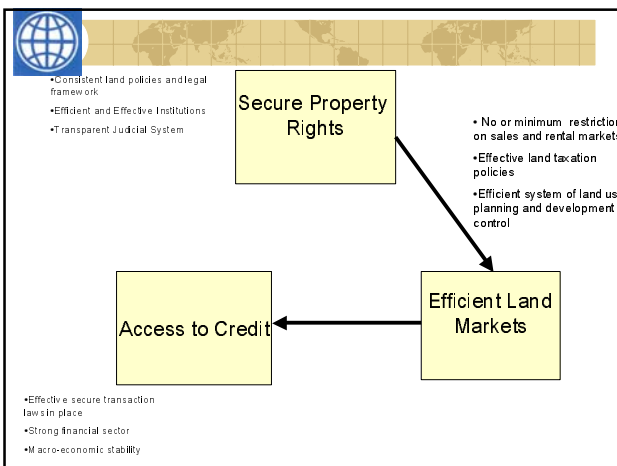 •Consistent land policies and legal
framework
•Efficient and Effective Institutions
•Transparent Judicial System
Secure Property
Rights
• No or minimum restriction
on sales and rental markets
•Effective land taxation
policies
•Efficient system of land us
planning and development
control
Efficient Land
Markets
Access to Credit
•Effective secure transaction
laws in place
•Strong financial sector
•Macro-economic stability